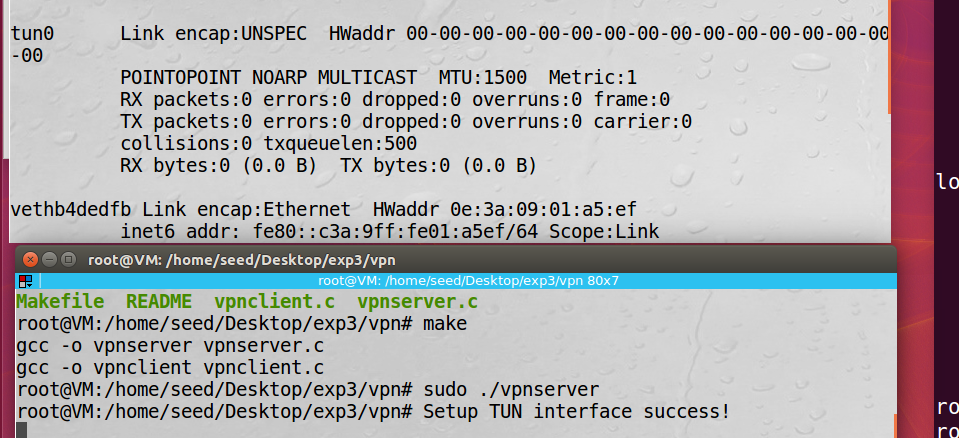 tun0      Link encap:UNSPEC  HWaddr 00-00-00-00-00-00-00-00-00-00-00-00-00-00-00
-00
          POINTOPOINT NOARP MULTICAST  MTU:1500  Metric:1
          RX packets:0 errors:0 dropped:0 overruns:0 frame:0
          TX packets:0 errors:0 dropped:0 overruns:0 carrier:0
          collisions:0 txqueuelen:500
          RX bytes:0 (0.0 B)  TX bytes:0 (0.0 B)
vethb4dedfb Link encap:Ethernet  HWaddr 0e:3a:09:01:a5:ef
          inet6 addr: fe80::c3a:9ff:fe01:a5ef/64 Scope:Link
root@VM: /home/seed/Desktop/exp3/vpn
root@VM: /home/seed/Desktop/exp3/vpn 80x7
Makefile  README  vpnclient.c  vpnserver.c
root@VM:/home/seed/Desktop/exp3/vpn# make
gcc -o vpnserver vpnserver.c
gcc -o vpnclient vpnclient.c
root@VM:/home/seed/Desktop/exp3/vpn# sudo ./vpnserver
root@VM:/home/seed/Desktop/exp3/vpn# Setup TUN interface success!
lo
ro
ro